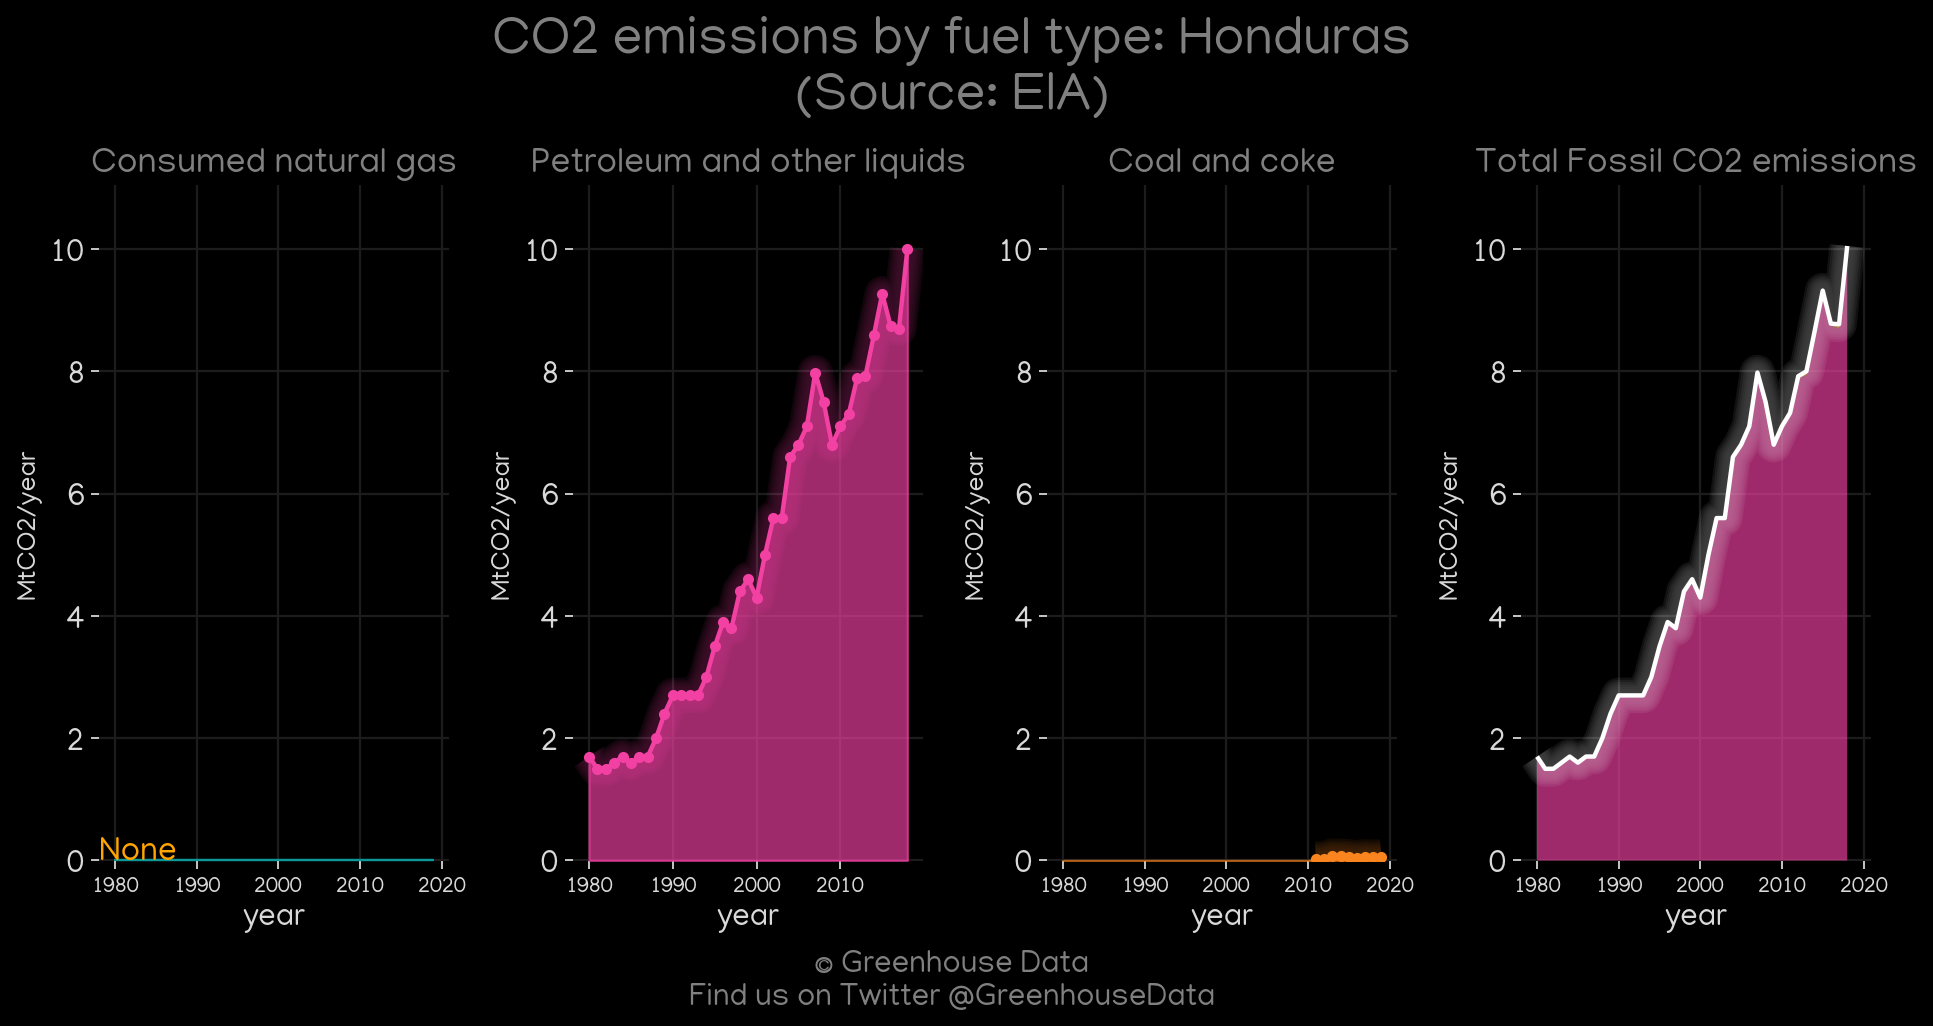 CO2 emissions by fuel type: Honduras
(Source: EIA)
Consumed natural gas
Petroleum and other liquids
Coal and coke
Total Fossil CO2 emissions
MtCO2/year
10
8
6
4
2
0
None
1980 1990 2000 2010 2020
year
MtCO2/year
10
8
6
4
2
0
1980 1990 2000 2010
year
MtCO2/year
10
8
6
4
2
0
1980 1990 2000 2010 2020
year
MtCO2/year
10
8
6
4
2
0
1980 1990 2000 2010 2020
year
© Greenhouse Data
Find us on Twitter @GreenhouseData